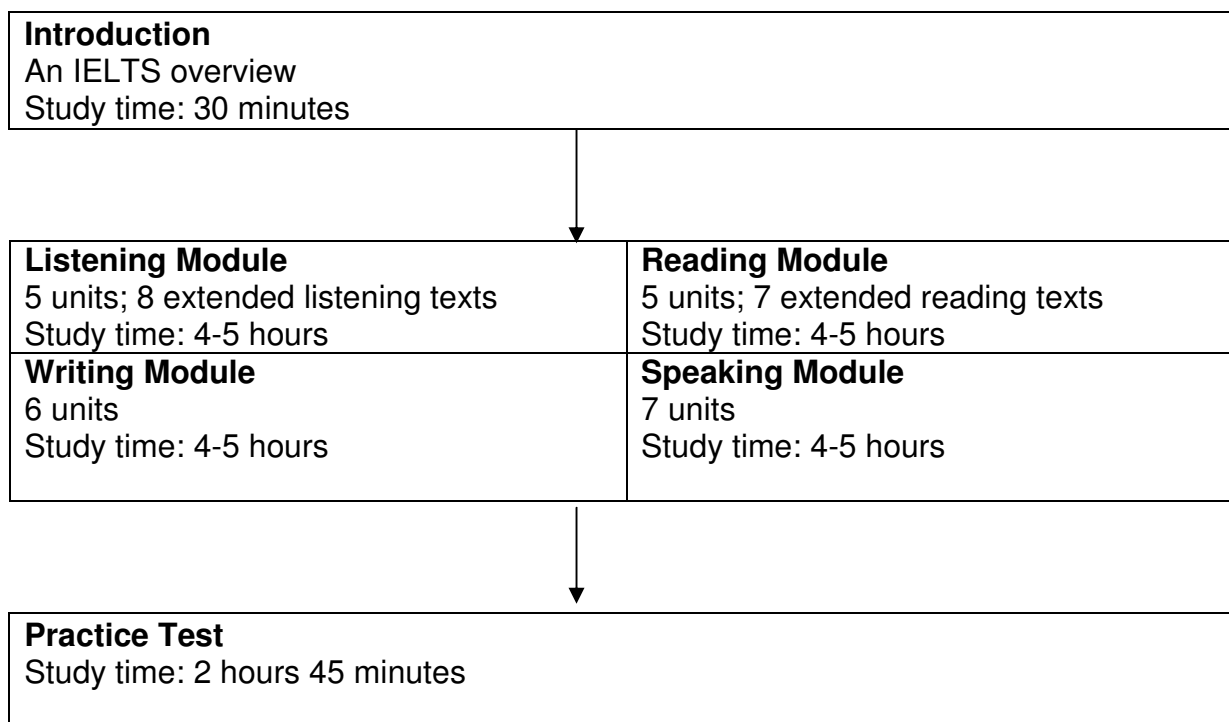 Introduction
An IELTS overview
Study time: 30 minutes
Listening Module
5 units; 8 extended listening texts
Study time: 4-5 hours
Reading Module
5 units; 7 extended reading texts
Study time: 4-5 hours
Writing Module
6 units
Study time: 4-5 hours
Speaking Module
7 units
Study time: 4-5 hours
Practice Test
Study time: 2 hours 45 minutes